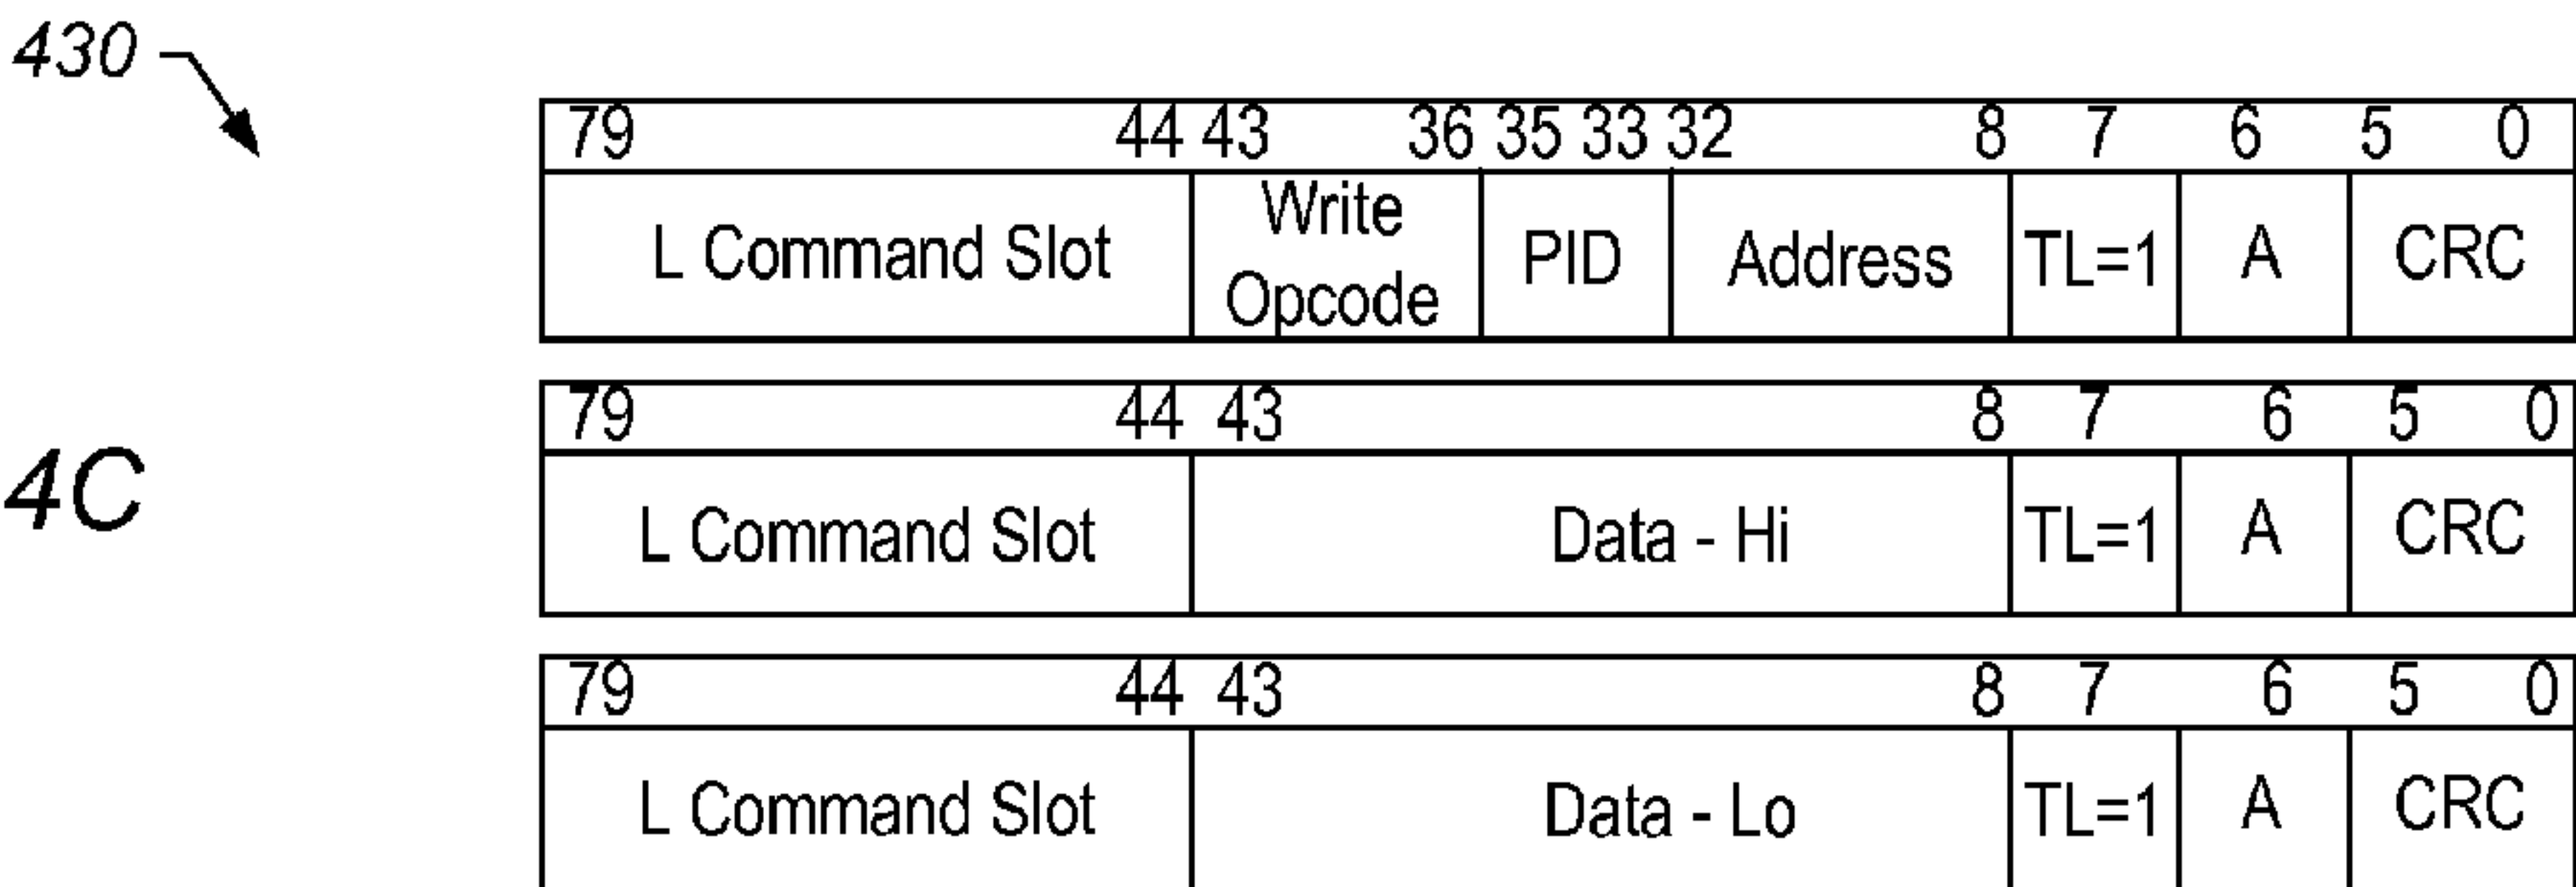 430
79 44 43 36 35 33 32 8 7 6 5 0
L Command Slot Write Opcode PID Address TL=1 A CRC
79 44 43 8 7 6 5 0
4C
L Command Slot Data - Hi TL=1 A CRC
79 44 43 8 7 6 5 0
L Command Slot Data - Lo TL=1 A CRC